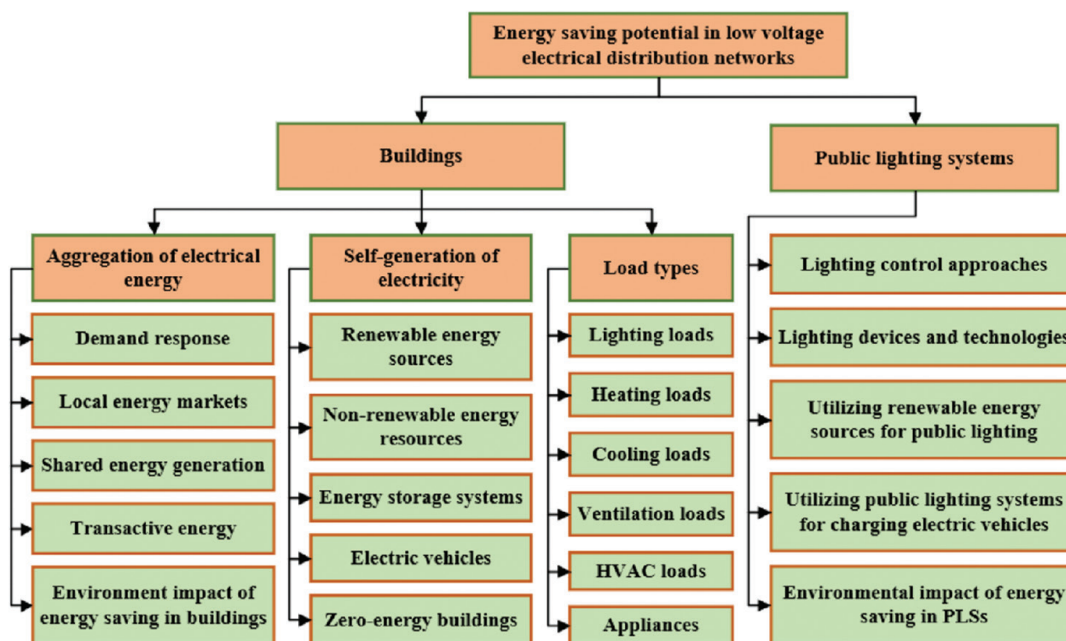 Energy saving potential in low voltage
electrical distribution networks
Buildings
Public lighting systems
Aggregation of electrical
energy
Demand response
Local energy markets
Shared energy generation
Transactive energy
Environment impact of
energy saving in buildings
Self-generation of
electricity
Renewable energy
sources
Non-renewable energy
resources
Energy storage systems
Electric vehicles
Zero-energy buildings
Load types
Lighting loads
Heating loads
Cooling loads
Ventilation loads
HVAC loads
Appliances
Lighting control approaches
Lighting devices and technologies
Utilizing renewable energy
sources for public lighting
Utilizing public lighting systems
for charging electric vehicles
Environmental impact of energy
saving in PLSs